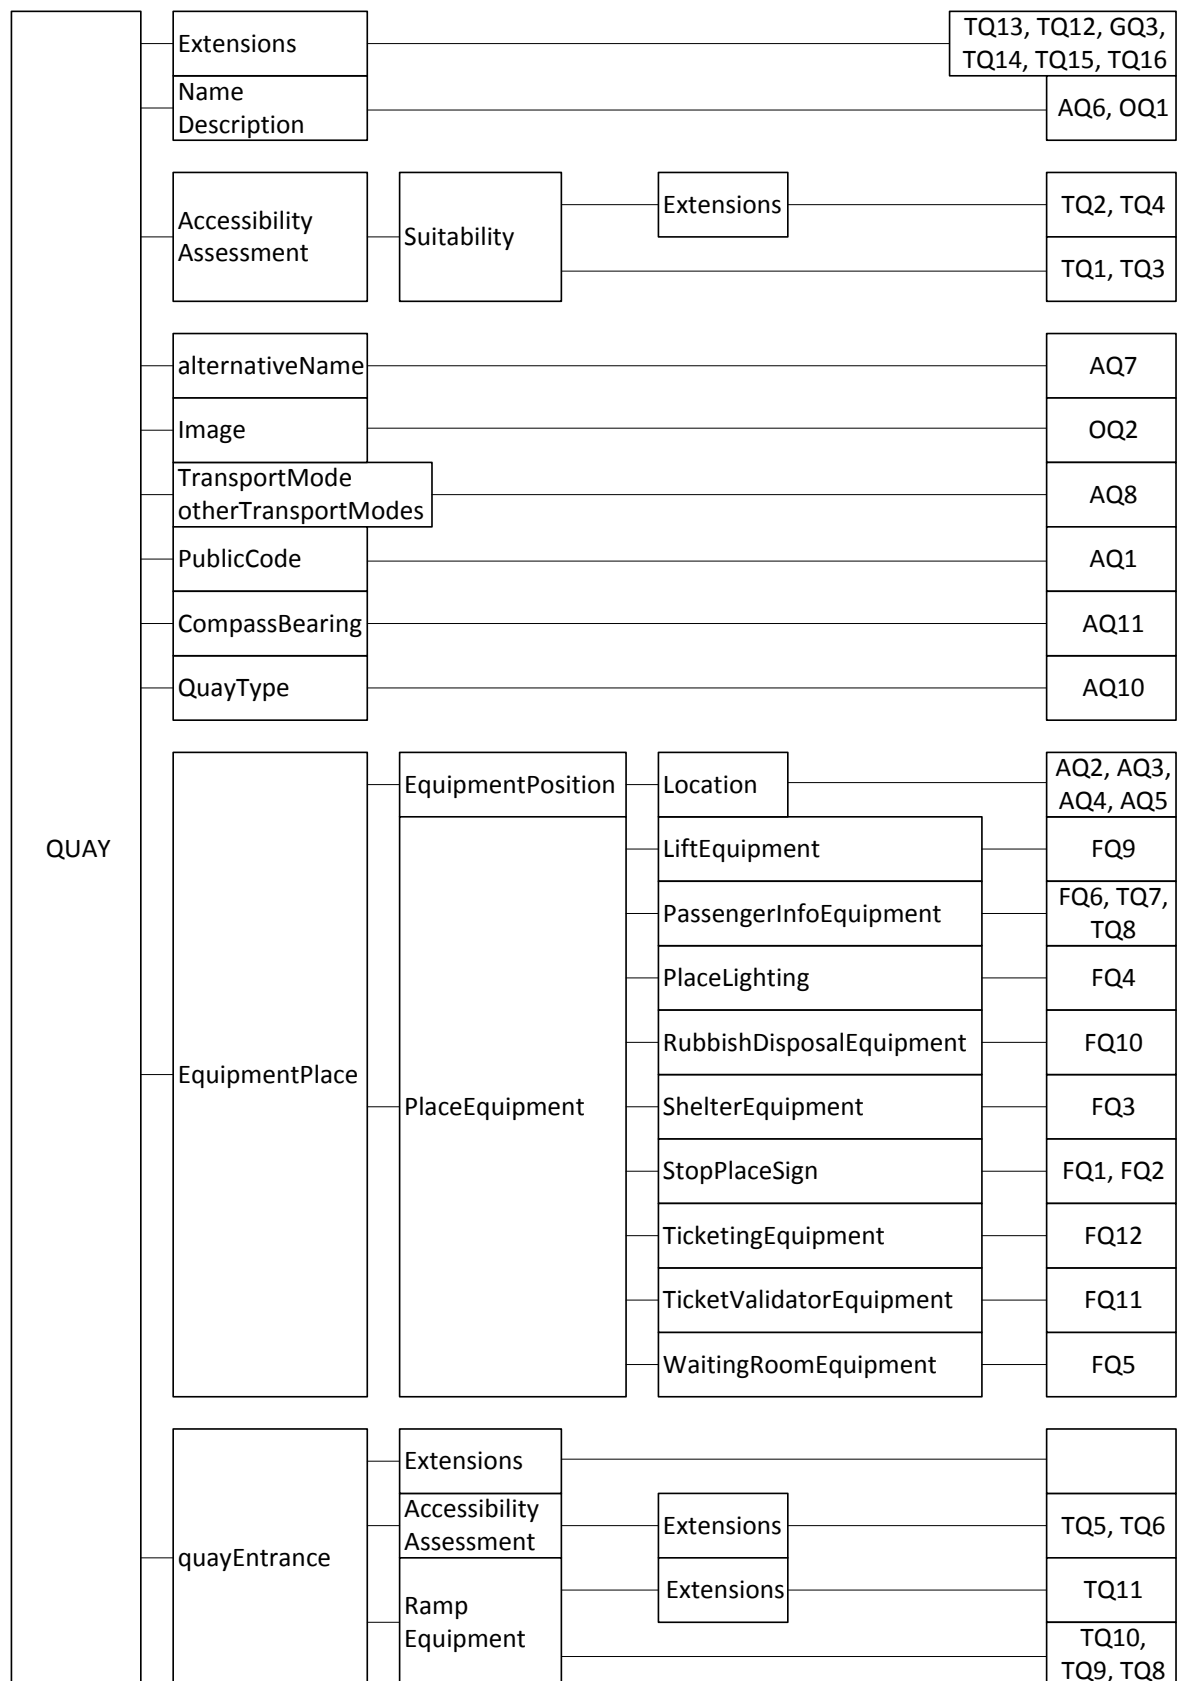 Extensions
TQ13, TQ12, GQ3,
TQ14, TQ15, TQ16
Name
Description
AQ6, OQ1
Accessibility
Assessment
Suitability
Extensions
TQ2, TQ4
TQ1, TQ3
alternativeName
AQ7
Image
OQ2
TransportMode
otherTransportModes
AQ8
PublicCode
AQ1
CompassBearing
AQ11
QuayType
AQ10
QUAY
EquipmentPlace
EquipmentPosition
Location
AQ2, AQ3,
AQ4, AQ5
PlaceEquipment
LiftEquipment
FQ9
PassengerInfoEquipment
FQ6, TQ7,
TQ8
PlaceLighting
FQ4
RubbishDisposalEquipment
FQ10
ShelterEquipment
FQ3
StopPlaceSign
FQ1, FQ2
TicketingEquipment
FQ12
TicketValidatorEquipment
FQ11
WaitingRoomEquipment
FQ5
quayEntrance
Extensions
Accessibility
Assessment
Extensions
TQ5, TQ6
Ramp
Equipment
Extensions
TQ11
TQ10,
TQ9, TQ8